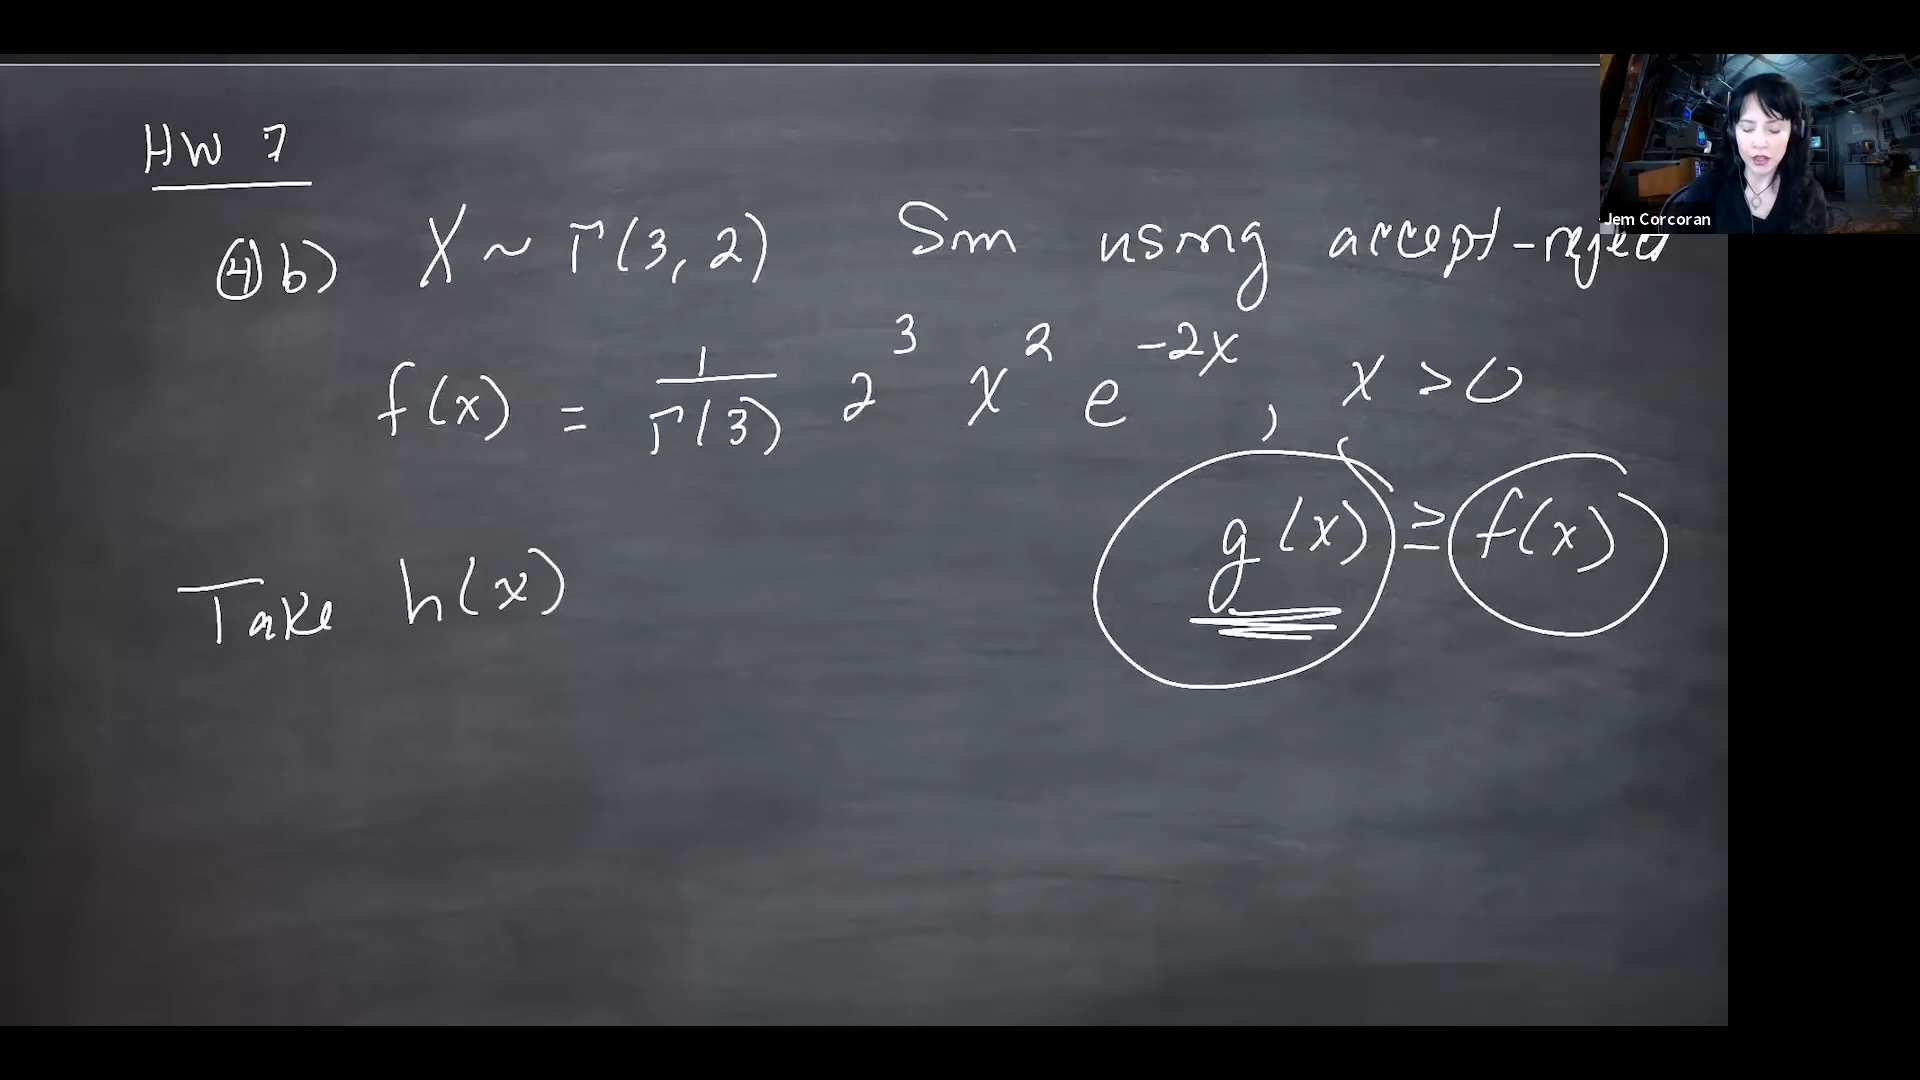 HW 7
Jem Corcoran
④ b) X ~ Γ(3, 2) Sim using accept-reject
f(x) = 1/Γ(3) 2^3 x^2 e^{-2x}, x > 0
g(x) ≥ f(x)
Take h(x)